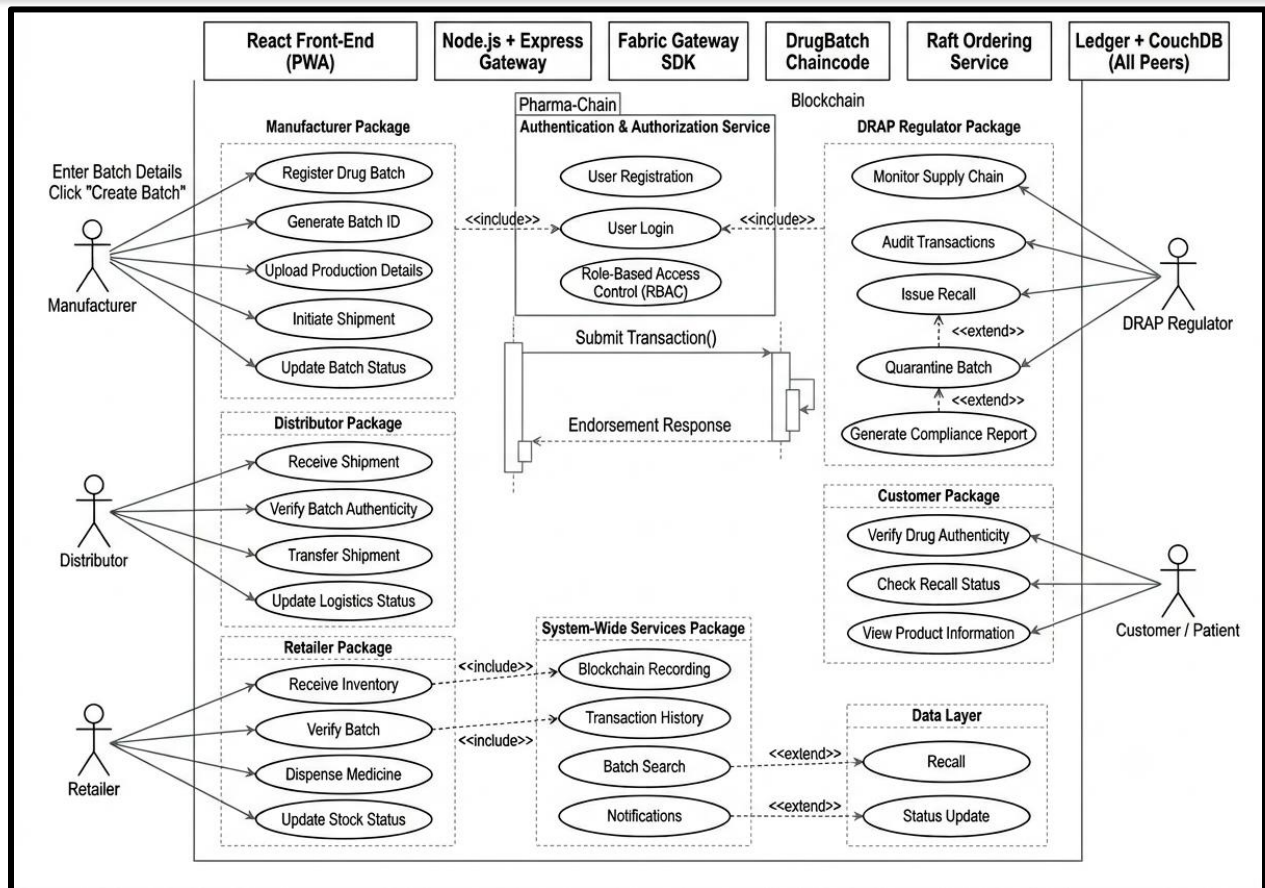 React Front-End
(PWA)
Node.js + Express
Gateway
Fabric Gateway
SDK
DrugBatch
Chaincode
Raft Ordering
Service
Ledger + CouchDB
(All Peers)
Pharma-Chain
Blockchain
Manufacturer Package
Enter Batch Details
Click "Create Batch"
Manufacturer
Register Drug Batch
Generate Batch ID
Upload Production Details
Initiate Shipment
Update Batch Status
<<include>>
Authentication & Authorization Service
User Registration
User Login
Role-Based Access
Control (RBAC)
<<include>>
Submit Transaction()
Endorsement Response
DRAP Regulator Package
Monitor Supply Chain
Audit Transactions
Issue Recall
<<extend>>
Quarantine Batch
<<extend>>
Generate Compliance Report
DRAP Regulator
Distributor Package
Receive Shipment
Verify Batch Authenticity
Transfer Shipment
Update Logistics Status
Distributor
Customer Package
Verify Drug Authenticity
Check Recall Status
View Product Information
Customer / Patient
Retailer Package
Receive Inventory
Verify Batch
Dispense Medicine
Update Stock Status
Retailer
<<include>>
<<include>>
System-Wide Services Package
Blockchain Recording
Transaction History
Batch Search
Notifications
<<extend>>
<<extend>>
Data Layer
Recall
Status Update